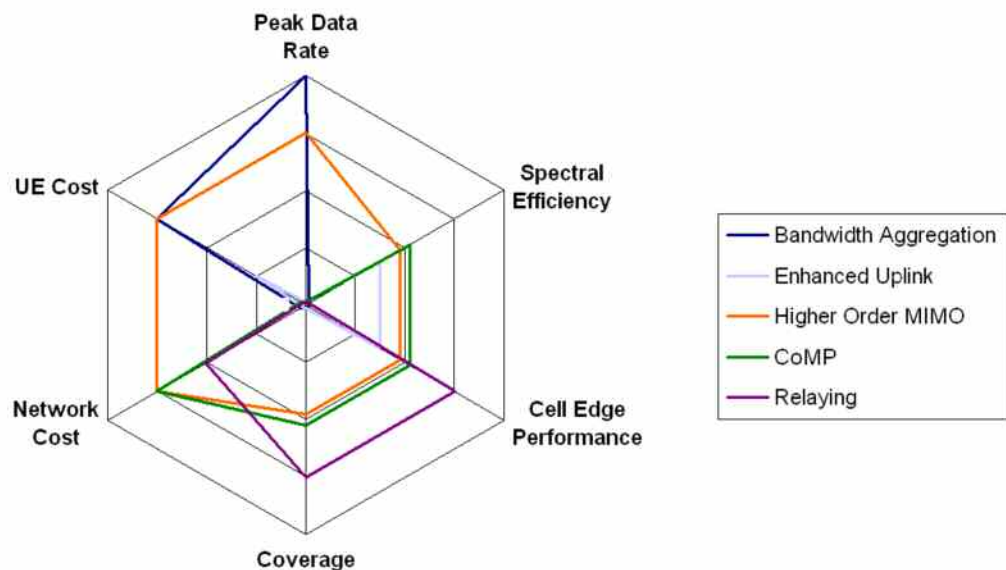 Peak Data
Rate
Spectral
Efficiency
UE Cost
Bandwidth Aggregation
Enhanced Uplink
Higher Order MIMO
CoMP
Relaying
Network
Cost
Cell Edge
Performance
Coverage